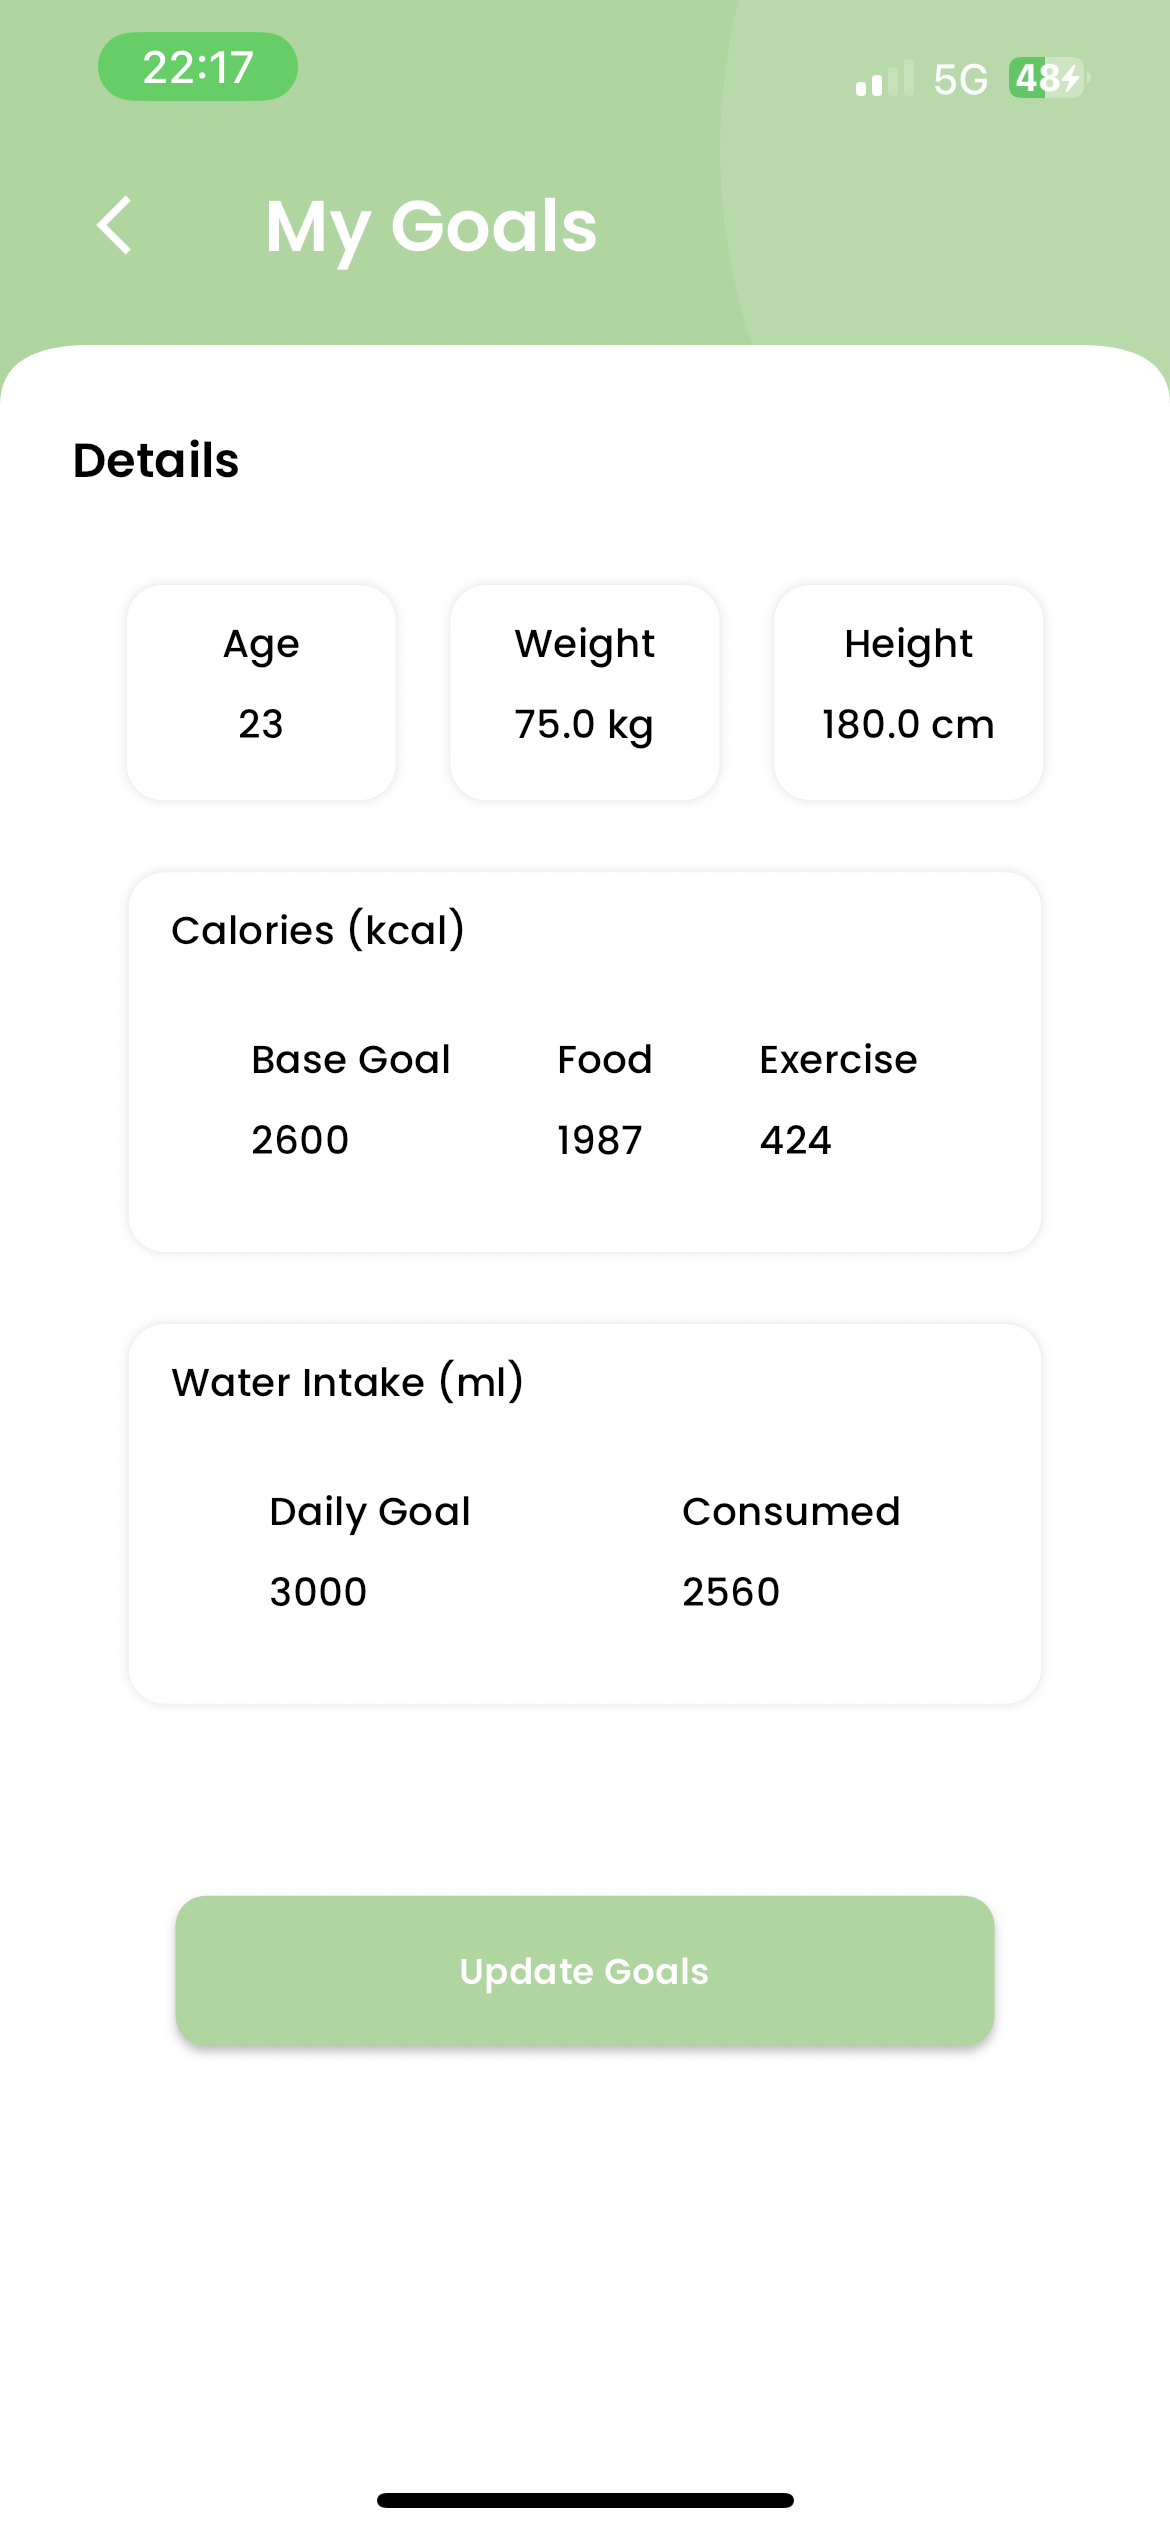 22:17
5G 48
My Goals
Details
Age
23
Weight
75.0 kg
Height
180.0 cm
Calories (kcal)
Base Goal
2600
Food
1987
Exercise
424
Water Intake (ml)
Daily Goal
3000
Consumed
2560
Update Goals